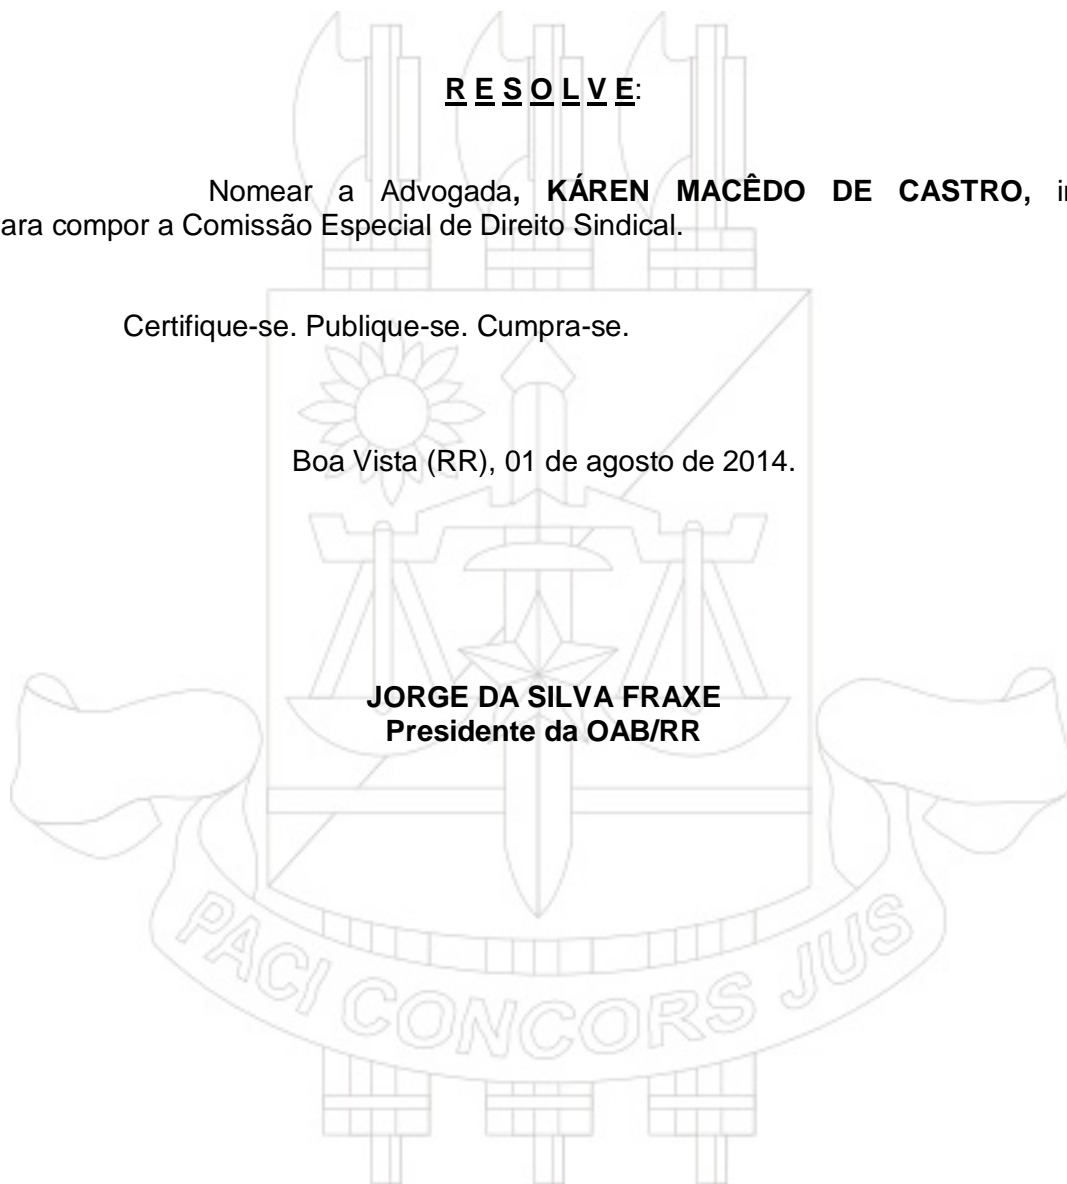 R E S O L V E:
Nomear a Advogada, KÁREN MACÊDO DE CASTRO,
compor a Comissão Especial de Direito Sindical.
Certifique-se. Publique-se. Cumpra-se.
Boa Vista (RR), 01 de agosto de 2014.
JORGE DA SILVA FRAXE
Presidente da OAB/RR
PACI CONCORS JUS